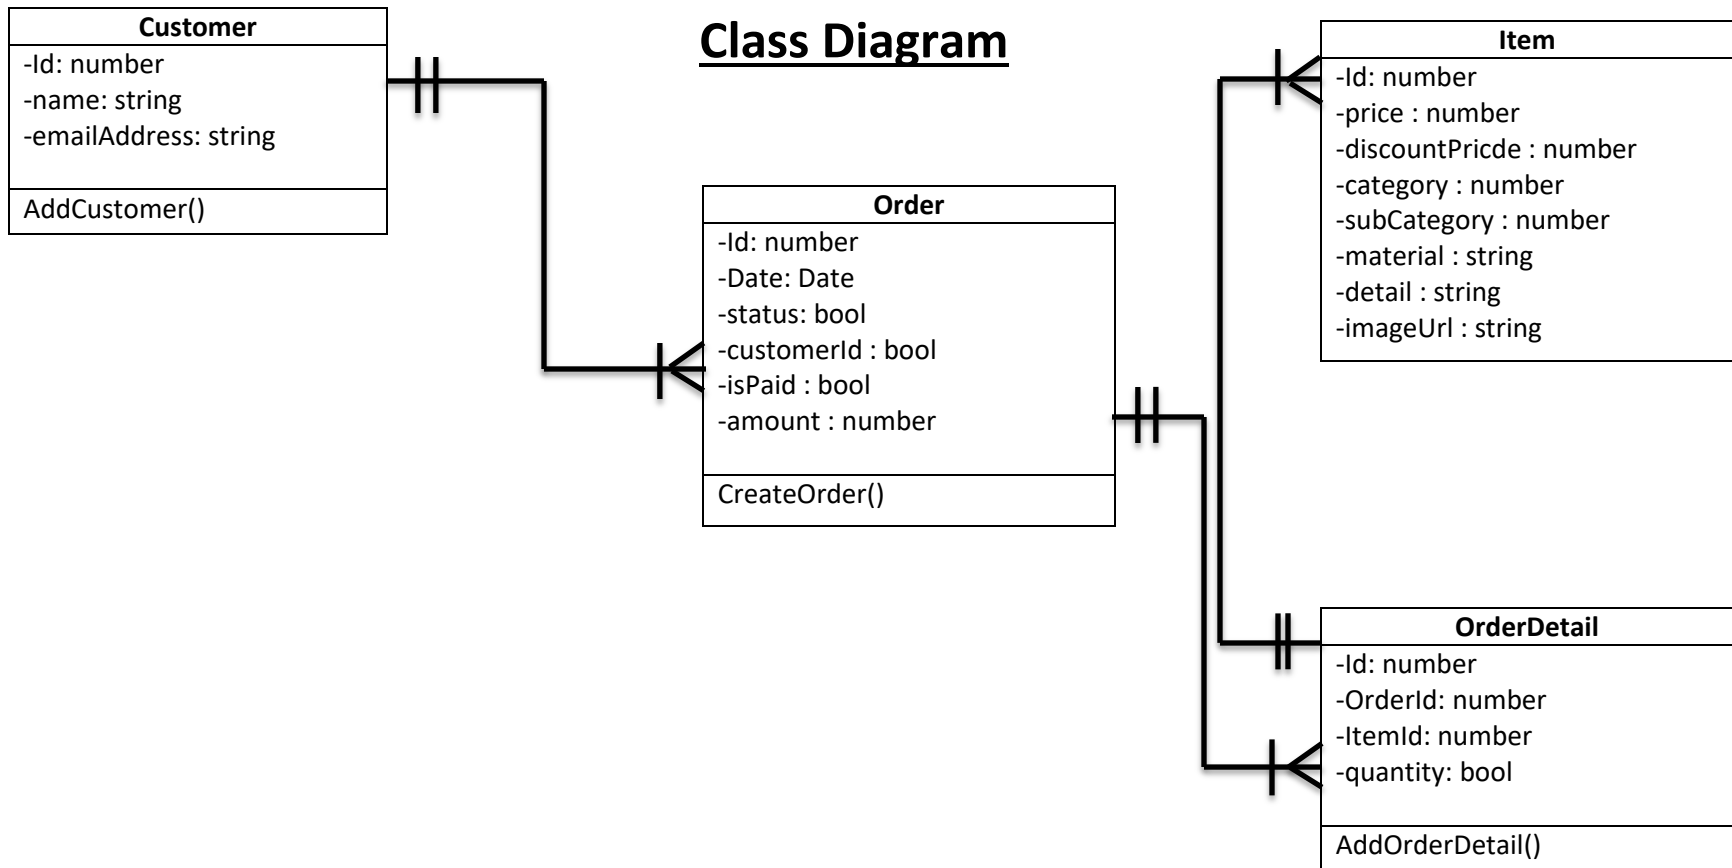 Class Diagram
Customer
-Id: number
-name: string
-emailAddress: string
AddCustomer()
Order
-Id: number
-Date: Date
-status: bool
-customerId : bool
-isPaid : bool
-amount : number
CreateOrder()
Item
-Id: number
-price : number
-discountPricde : number
-category : number
-subCategory : number
-material : string
-detail : string
-imageUrl : string
OrderDetail
-Id: number
-OrderId: number
-ItemId: number
-quantity: bool
AddOrderDetail()